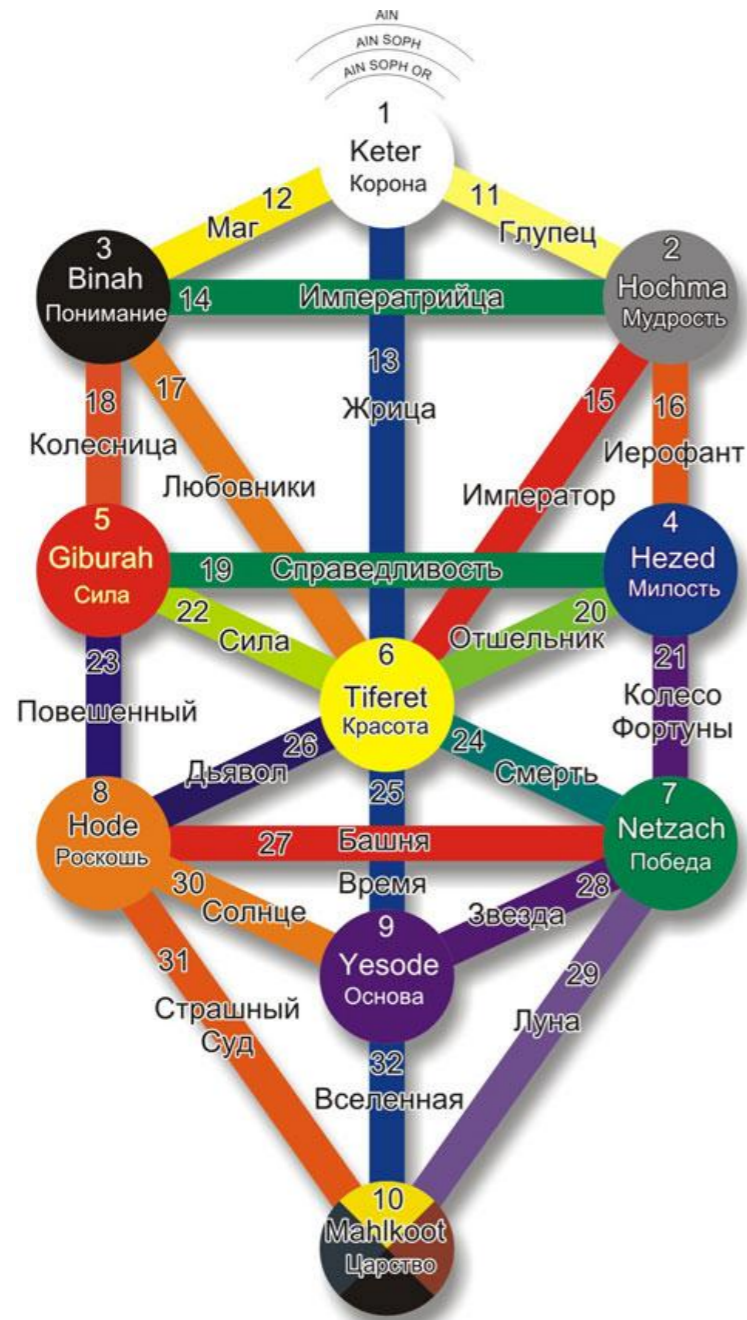 AIN
AIN SOPH
AIN SOPH OR
1
Keter
Корона
12
Маг
11
Глупец
3
Binah
Понимание
2
Hochma
Мудрость
14
Императрийца
13
Жрица
18
Колесница
17
Любовники
15
Император
16
Иерофант
5
Giburah
Сила
4
Hezed
Милость
19
Справедливость
22
Сила
20
Отшельник
6
Tiferet
Красота
23
Повешенный
21
Колесо
Фортуны
26
Дьявол
24
Смерть
25
Время
8
Hode
Роскошь
7
Netzach
Победа
27
Башня
30
Солнце
28
Звезда
9
Yesode
Основа
31
Страшный
Суд
29
Луна
32
Вселенная
10
Mahlkoot
Царство